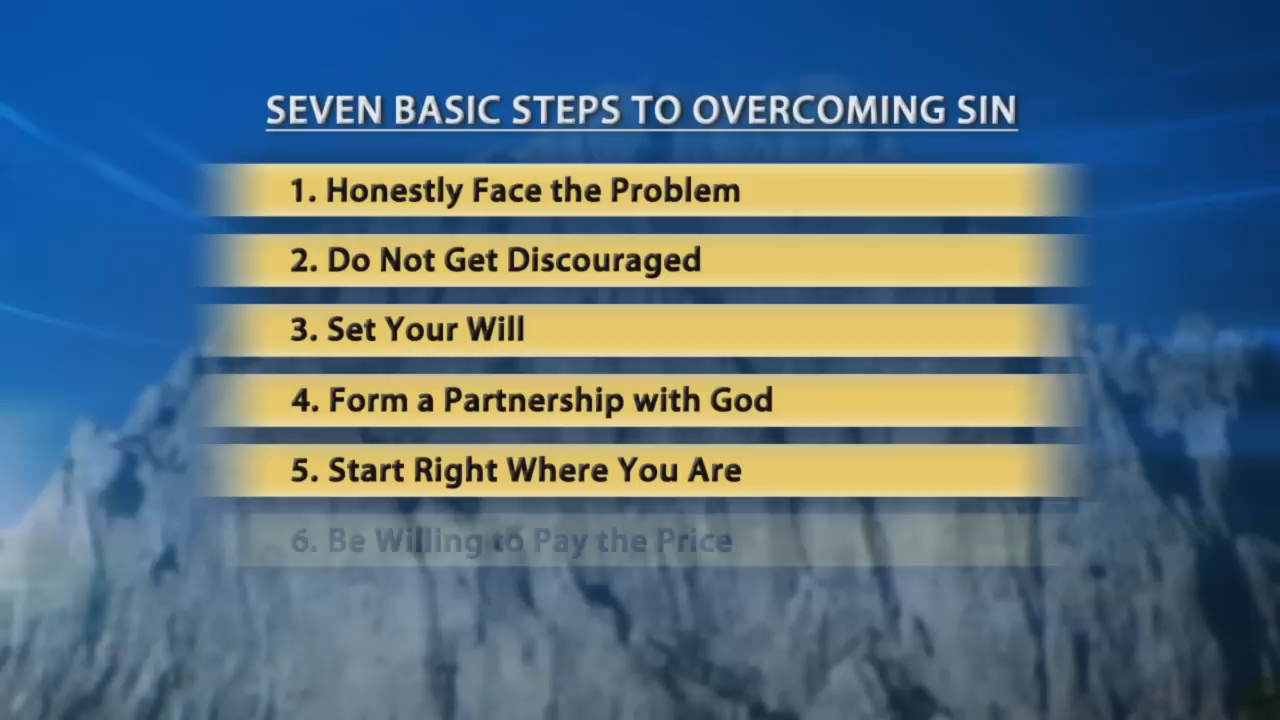 SEVEN BASIC STEPS TO OVERCOMING SIN
1. Honestly Face the Problem
2. Do Not Get Discouraged
3. Set Your Will
4. Form a Partnership with God
5. Start Right Where You Are
6. Be Willing to Pay the Price